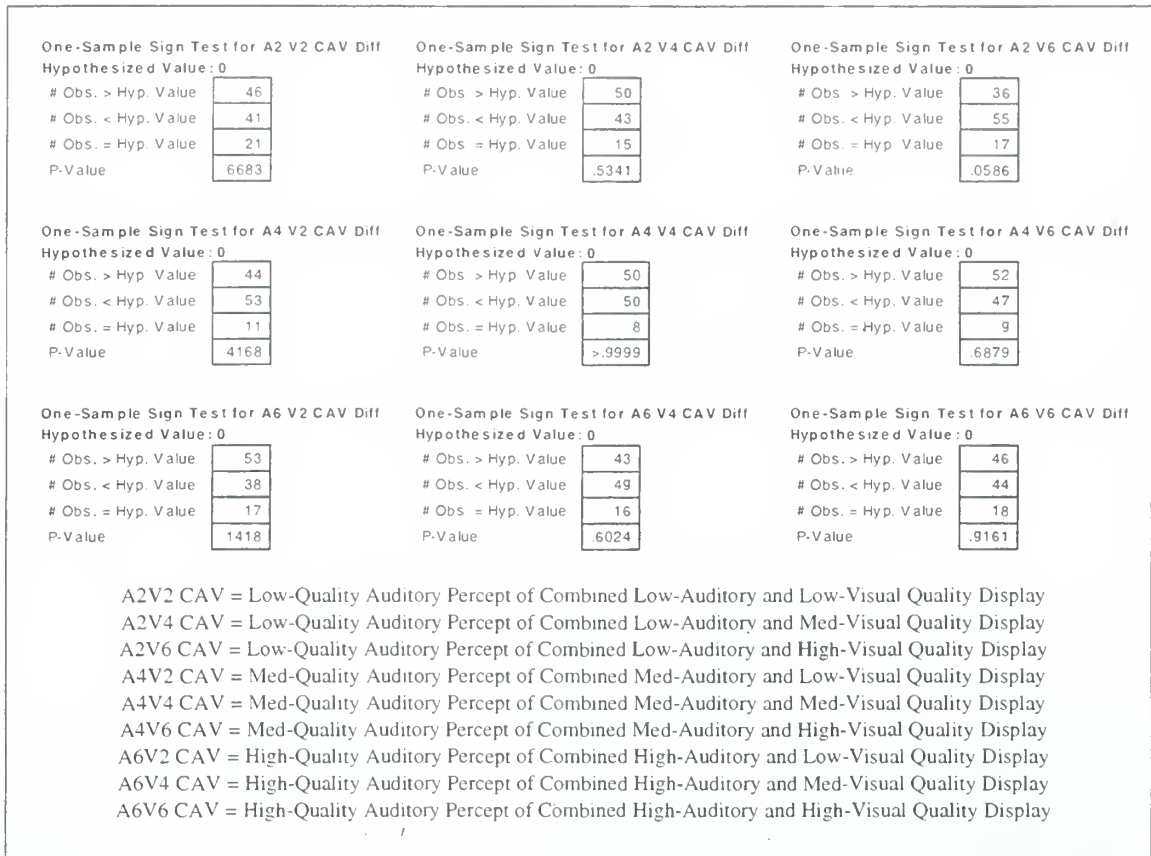 One-Sample Sign Test for A2 V2 CAV Diff
Hypothesized Value: 0
# Obs. > Hyp. Value 46
# Obs. < Hyp. Value 41
# Obs. = Hyp. Value 21
P-Value 6683
One-Sample Sign Test for A2 V4 CAV Diff
Hypothesized Value: 0
# Obs > Hyp. Value 50
# Obs. < Hyp. Value 43
# Obs = Hyp. Value 15
P-Value .5341
One-Sample Sign Test for A2 V6 CAV Diff
Hypothesized Value: 0
# Obs > Hyp. Value 36
# Obs. < Hyp. Value 55
# Obs. = Hyp Value 17
P-Value .0586
One-Sample Sign Test for A4 V2 CAV Diff
Hypothesized Value: 0
# Obs. > Hyp Value 44
# Obs. < Hyp. Value 53
# Obs. = Hyp. Value 11
P-Value 4168
One-Sample Sign Test for A4 V4 CAV Diff
Hypothesized Value: 0
# Obs > Hyp. Value 50
# Obs. < Hyp. Value 50
# Obs. = Hyp. Value 8
P-Value >.9999
One-Sample Sign Test for A4 V6 CAV Diff
Hypothesized Value: 0
# Obs. > Hyp. Value 52
# Obs. < Hyp. Value 47
# Obs. = Hyp. Value 9
P-Value .6879
One-Sample Sign Test for A6 V2 CAV Diff
Hypothesized Value: 0
# Obs. > Hyp. Value 53
# Obs. < Hyp. Value 38
# Obs. = Hyp. Value 17
P-Value 1418
One-Sample Sign Test for A6 V4 CAV Diff
Hypothesized Value: 0
# Obs. > Hyp. Value 43
# Obs. < Hyp. Value 49
# Obs = Hyp. Value 16
P-Value .6024
One-Sample Sign Test for A6 V6 CAV Diff
Hypothesized Value: 0
# Obs. > Hyp. Value 46
# Obs. < Hyp. Value 44
# Obs. = Hyp. Value 18
P-Value .9161
A2V2 CAV = Low-Quality Auditory Percept of Combined Low-Auditory and Low-Visual Quality Display
A2V4 CAV = Low-Quality Auditory Percept of Combined Low-Auditory and Med-Visual Quality Display
A2V6 CAV = Low-Quality Auditory Percept of Combined Low-Auditory and High-Visual Quality Display
A4V2 CAV = Med-Quality Auditory Percept of Combined Med-Auditory and Low-Visual Quality Display
A4V4 CAV = Med-Quality Auditory Percept of Combined Med-Auditory and Med-Visual Quality Display
A4V6 CAV = Med-Quality Auditory Percept of Combined Med-Auditory and High-Visual Quality Display
A6V2 CAV = High-Quality Auditory Percept of Combined High-Auditory and Low-Visual Quality Display
A6V4 CAV = High-Quality Auditory Percept of Combined High-Auditory and Med-Visual Quality Display
A6V6 CAV = High-Quality Auditory Percept of Combined High-Auditory and High-Visual Quality Display